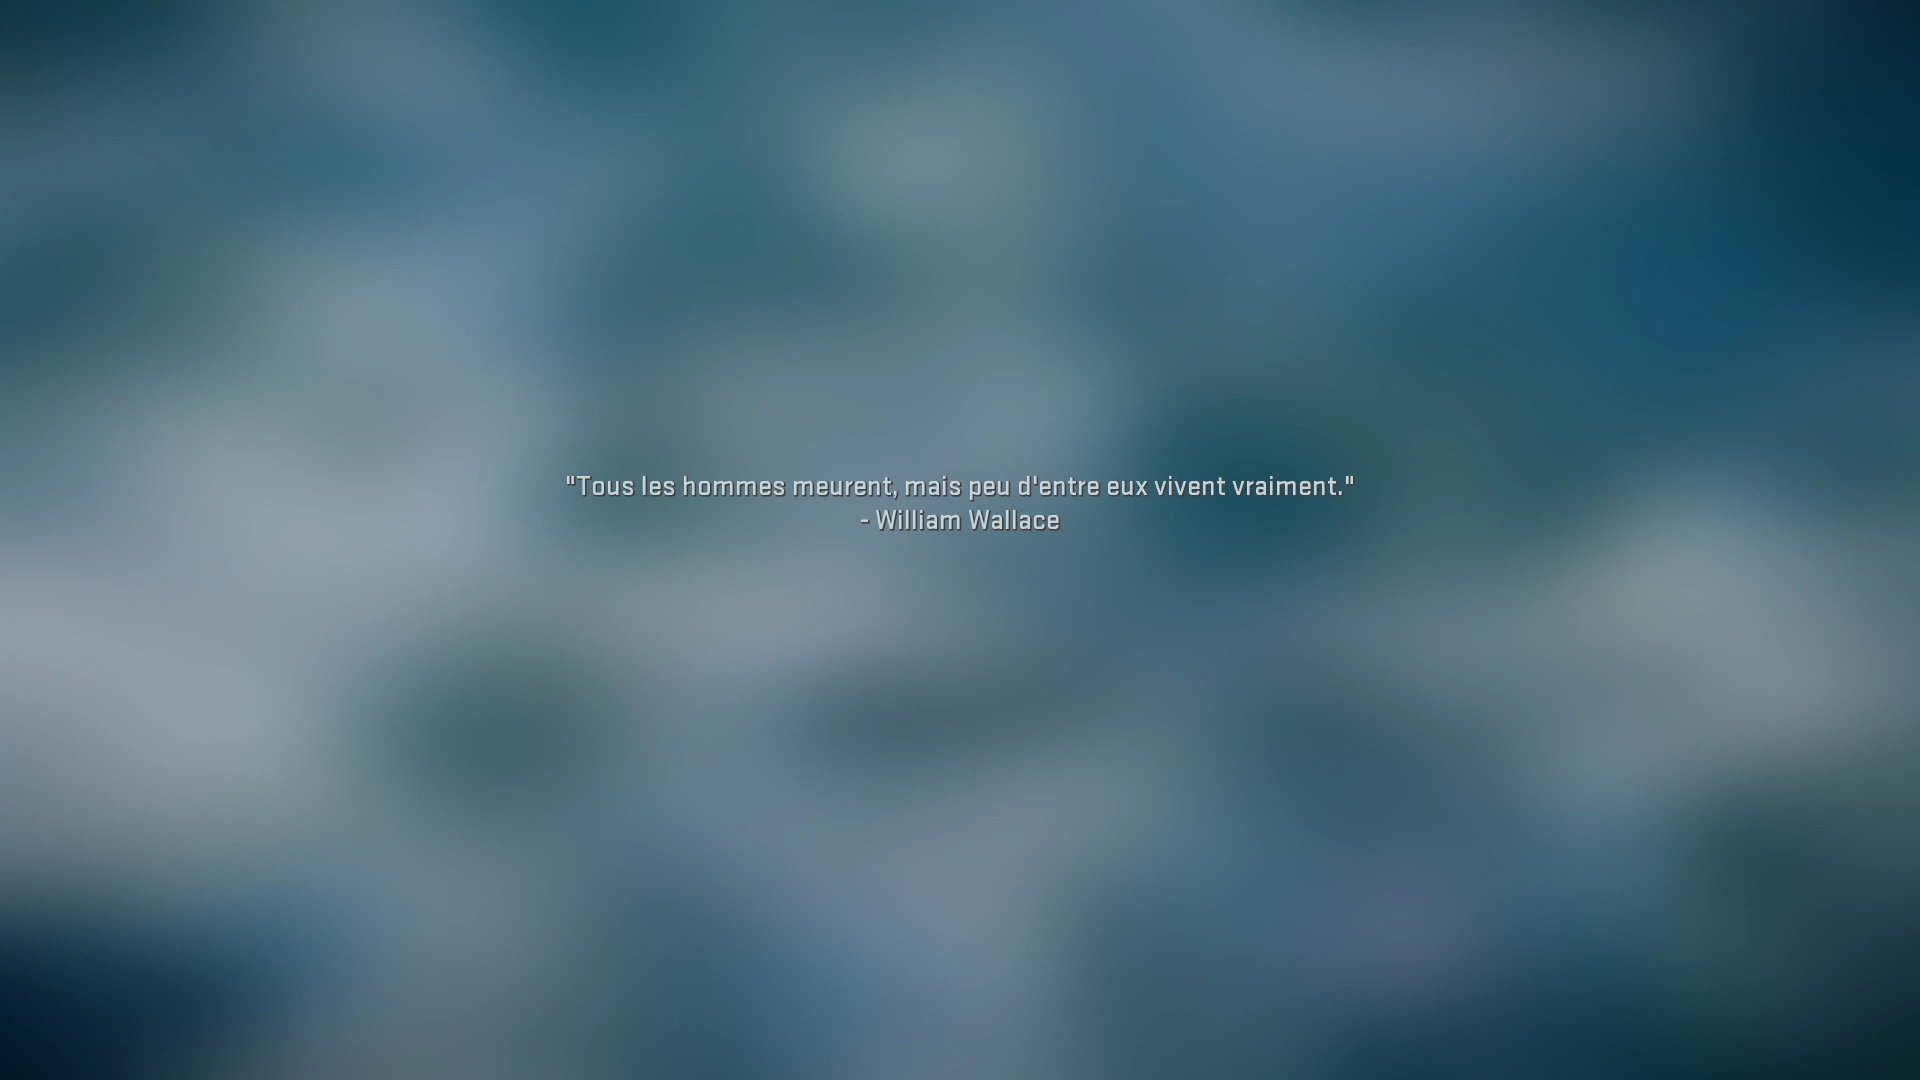 "Tous les hommes meurent, mais peu d'entre eux vivent vraiment."
- William Wallace